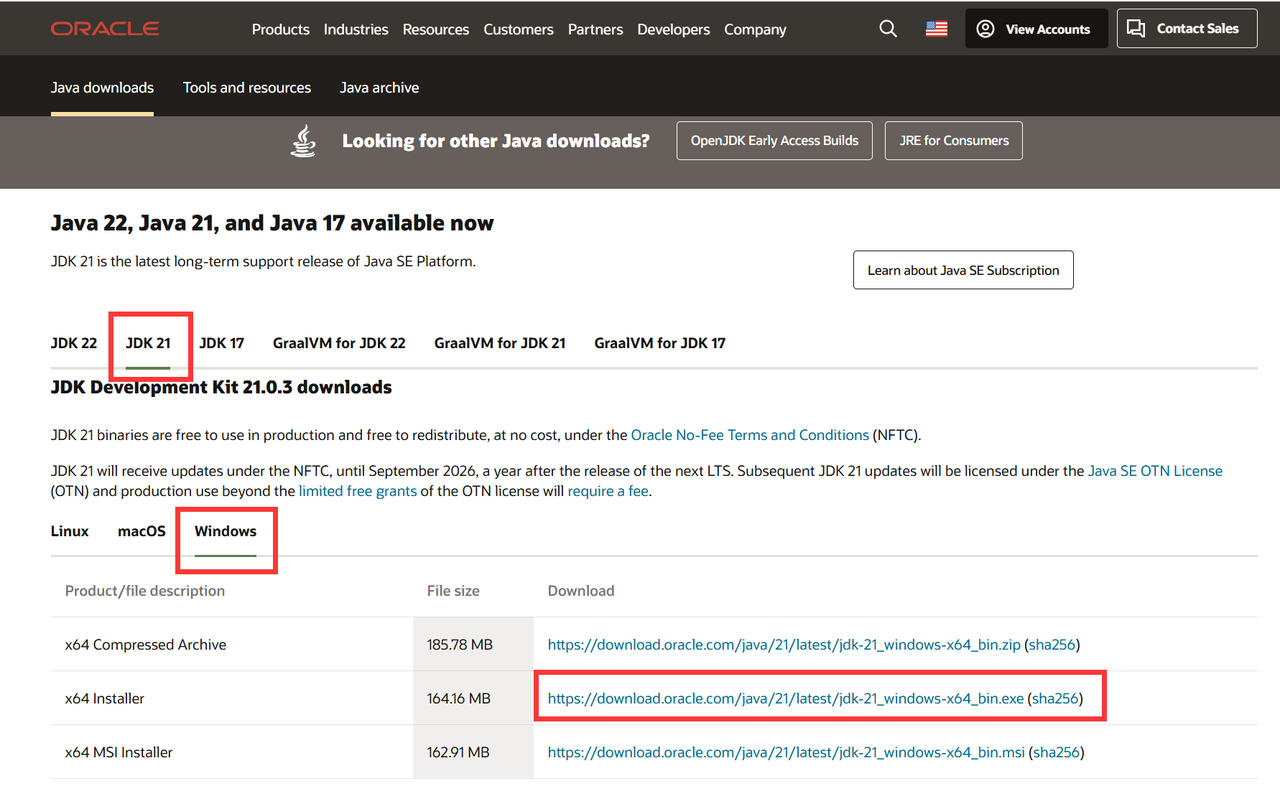 ORACLE Products Industries Resources Customers Partners Developers Company View Accounts Contact Sales
Java downloads Tools and resources Java archive
Looking for other Java downloads? OpenJDK Early Access Builds JRE for Consumers
Java 22, Java 21, and Java 17 available now
JDK 21 is the latest long-term support release of Java SE Platform.
Learn about Java SE Subscription
JDK 22 JDK 21 JDK 17 GraalVM for JDK 22 GraalVM for JDK 21 GraalVM for JDK 17
JDK Development Kit 21.0.3 downloads
JDK 21 binaries are free to use in production and free to redistribute, at no cost, under the Oracle No-Fee Terms and Conditions (NFTC).
JDK 21 will receive updates under the NFTC, until September 2026, a year after the release of the next LTS. Subsequent JDK 21 updates will be licensed under the Java SE OTN License
(OTN) and production use beyond the limited free grants of the OTN license will require a fee.
Linux macOS Windows
Product/file description File size Download
x64 Compressed Archive 185.78 MB https://download.oracle.com/java/21/latest/jdk-21_windows-x64_bin.zip (sha256)
x64 Installer 164.16 MB https://download.oracle.com/java/21/latest/jdk-21_windows-x64_bin.exe (sha256)
x64 MSI Installer 162.91 MB https://download.oracle.com/java/21/latest/jdk-21_windows-x64_bin.msi (sha256)